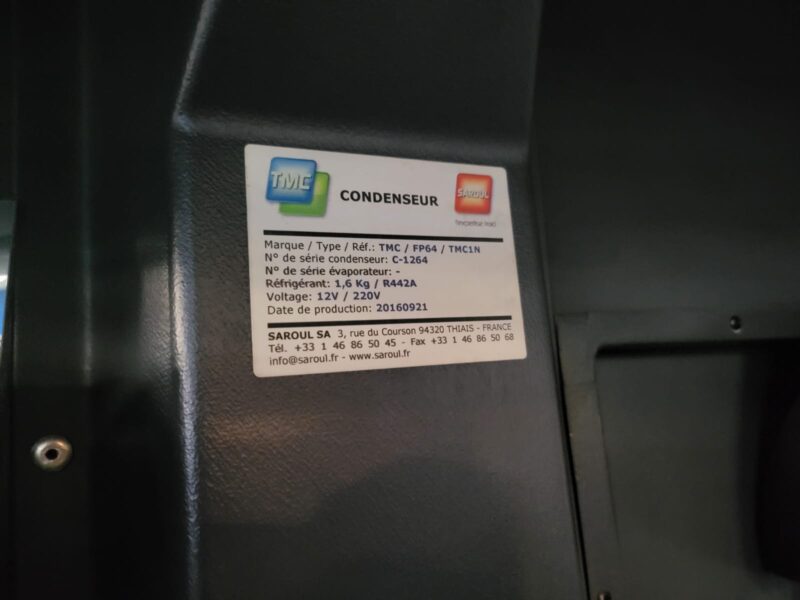 TMC
CONDENSEUR
SAROUL
Marque / Type / Réf.: TMC / FP64 / TMC1N
N° de série condenseur: C-1264
N° de série évaporateur: -
Réfrigérant: 1,6 Kg / R442A
Voltage: 12V / 220V
Date de production: 20160921
SAROUL SA 3, rue du Courson 94320 THIAIS - FRANCE
Tél. +33 1 46 86 50 45 - Fax +33 1 46 86 50 68
info@saroul.fr - www.saroul.fr